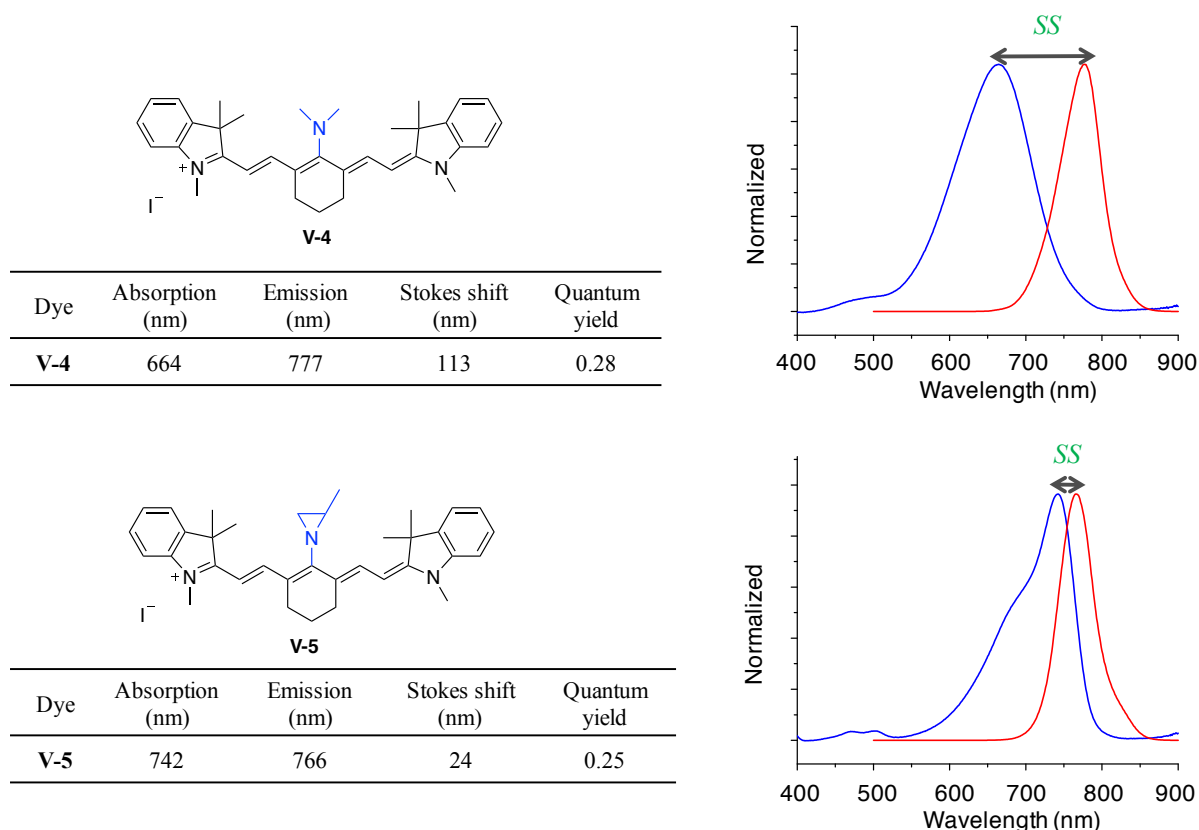 N
N
+
N
I−
V-4
Dye
Absorption (nm)
Emission (nm)
Stokes shift (nm)
Quantum yield
V-4
664
777
113
0.28
SS
Normalized
400 500 600 700 800 900
Wavelength (nm)
N
N
+
N
I−
V-5
Dye
Absorption (nm)
Emission (nm)
Stokes shift (nm)
Quantum yield
V-5
742
766
24
0.25
SS
Normalized
400 500 600 700 800 900
Wavelength (nm)